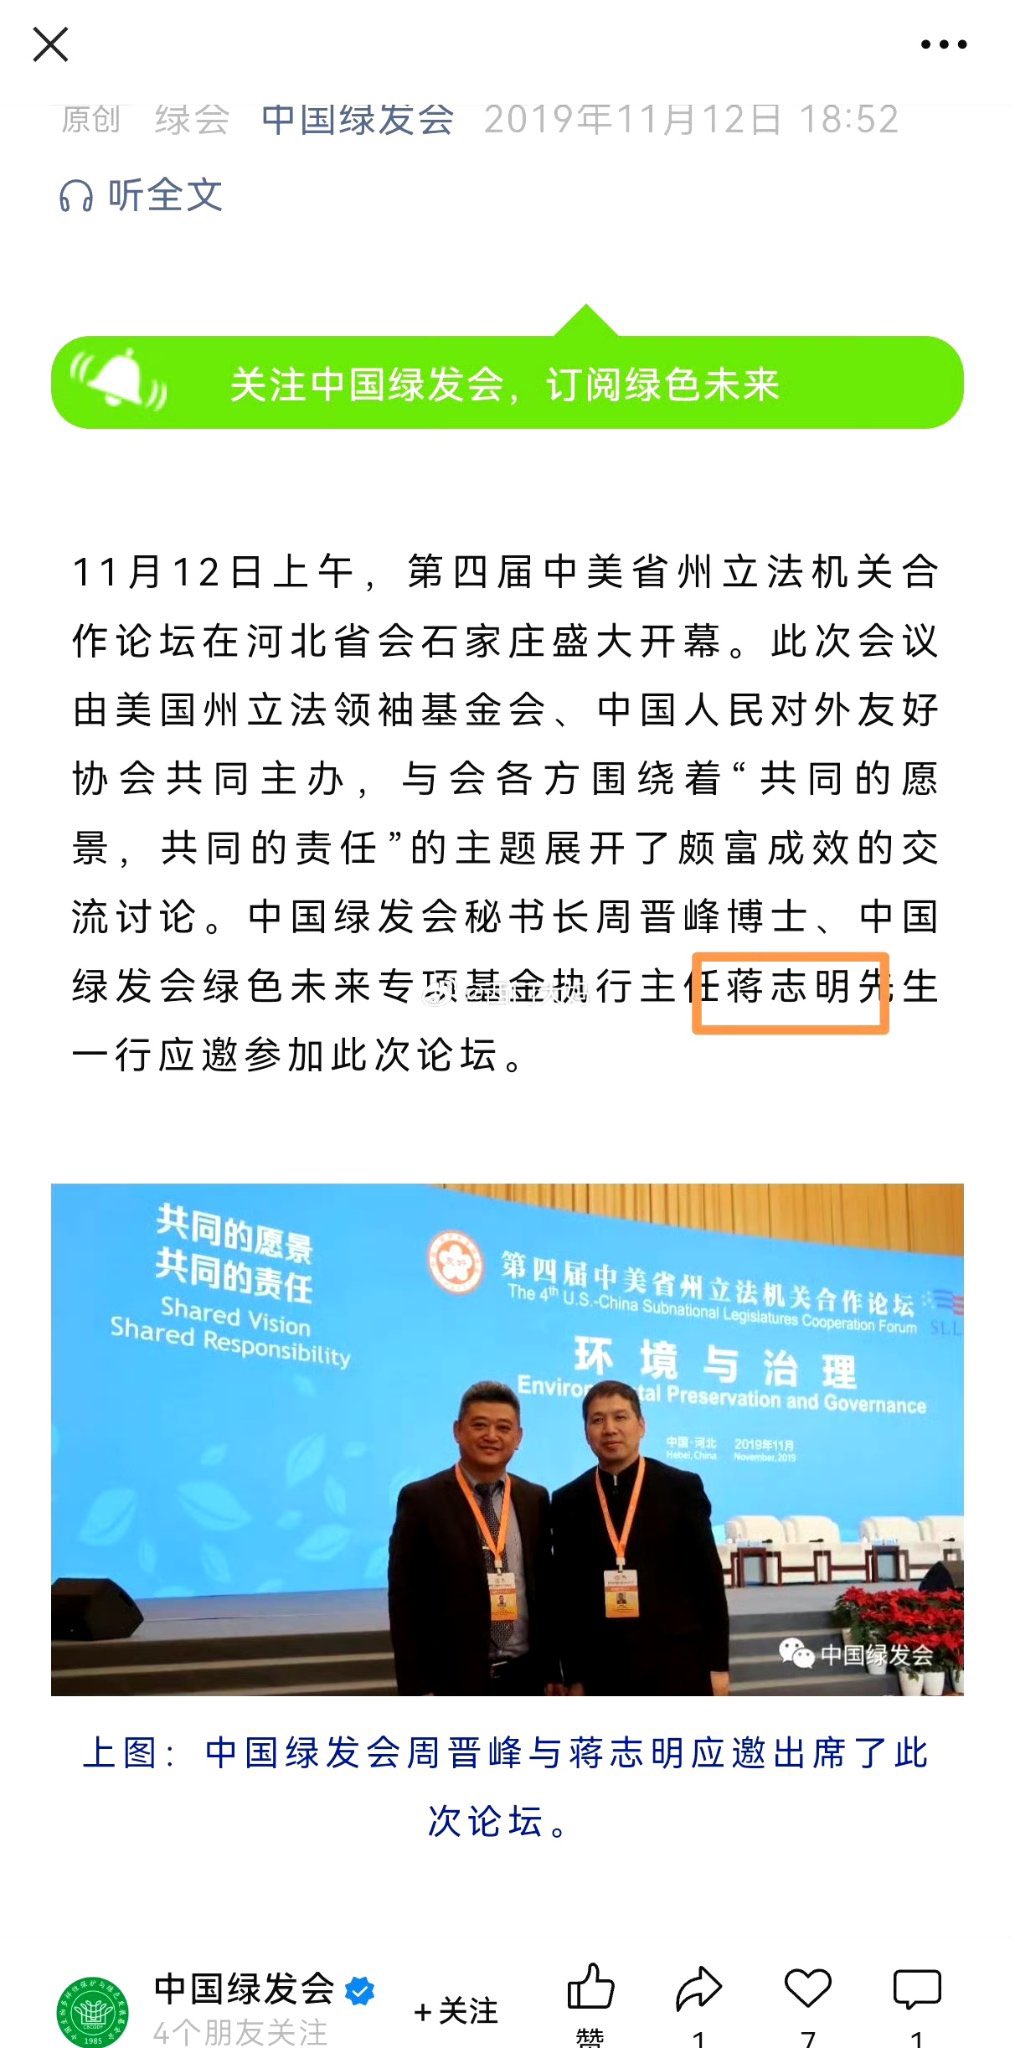 原创 绿会 中国绿发会 2019年11月12日 18:52
听全文
关注中国绿发会，订阅绿色未来
11月12日上午，第四届中美省州立法机关合
作论坛在河北省会石家庄盛大开幕。此次会议
由美国州立法领袖基金会、中国人民对外友好
协会共同主办，与会各方围绕着“共同的愿
景，共同的责任”的主题展开了颇富成效的交
流讨论。中国绿发会秘书长周晋峰博士、中国
绿发会绿色未来专项基金执行主任蒋志明先生
一行应邀参加此次论坛。
共同的愿景
共同的责任
Shared Vision
Shared Responsibility
第四届中美省州立法机关合作论坛
The 4th U.S.-China Subnational Legislatures Cooperation Forum
SLL
环境与治理
Environ tal Preservation and Governance
中国·河北 2019年11月
Hebei, China November, 2019
中国绿发会
上图：中国绿发会周晋峰与蒋志明应邀出席了此
次论坛。
中国绿发会
4个朋友关注
+关注
赞
1
7
1
1985